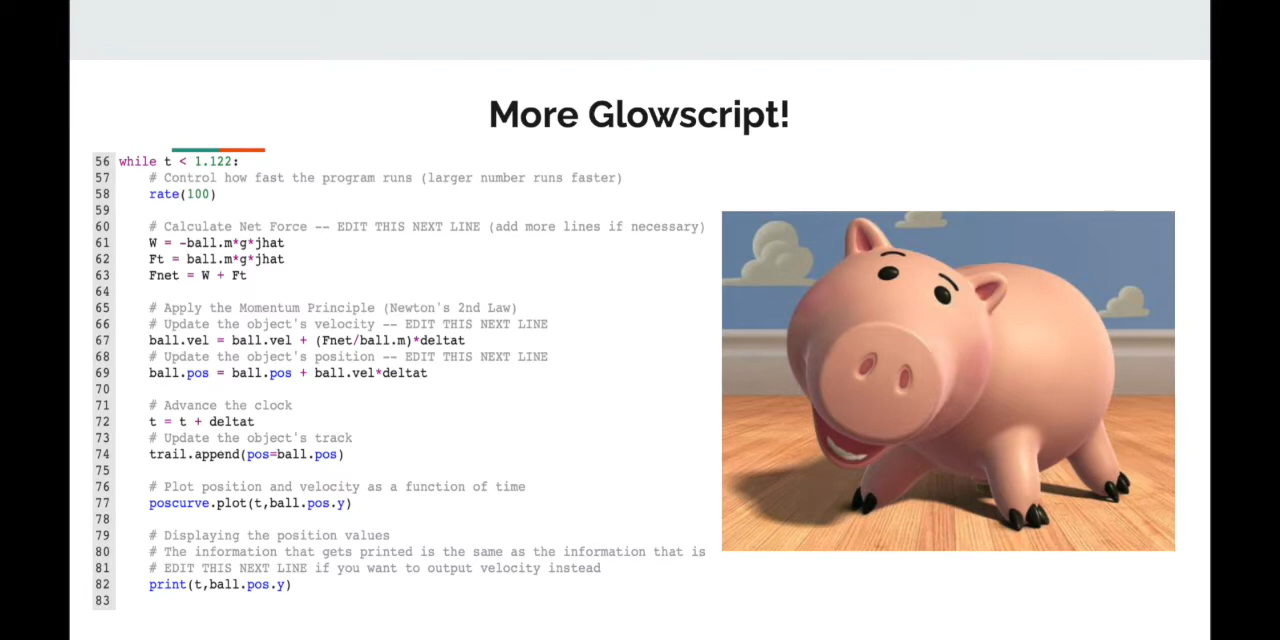 More Glowscript!
56 while t < 1.122:
57     # Control how fast the program runs (larger number runs faster)
58     rate(100)
59
60     # Calculate Net Force -- EDIT THIS NEXT LINE (add more lines if necessary)
61     W = -ball.m*g*jhat
62     Ft = ball.m*g*jhat
63     Fnet = W + Ft
64
65     # Apply the Momentum Principle (Newton's 2nd Law)
66     # Update the object's velocity -- EDIT THIS NEXT LINE
67     ball.vel = ball.vel + (Fnet/ball.m)*deltat
68     # Update the object's position -- EDIT THIS NEXT LINE
69     ball.pos = ball.pos + ball.vel*deltat
70
71     # Advance the clock
72     t = t + deltat
73     # Update the object's track
74     trail.append(pos=ball.pos)
75
76     # Plot position and velocity as a function of time
77     poscurve.plot(t,ball.pos.y)
78
79     # Displaying the position values
80     # The information that gets printed is the same as the information that is
81     # EDIT THIS NEXT LINE if you want to output velocity instead
82     print(t,ball.pos.y)
83